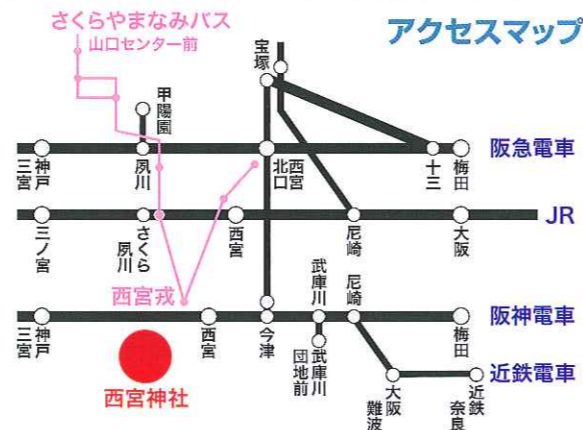 さくらやまなみバス
山口センター前
アクセスマップ
宝塚
甲陽園
神戸三宮
夙川
西宮北口
十三
梅田
阪急電車
三ノ宮
さくら夙川
西宮
尼崎
大阪
JR
西宮戎
武庫川
尼崎
神戸三宮
西宮
今津
梅田
阪神電車
武庫川団地前
西宮神社
大阪難波
近鉄奈良
近鉄電車